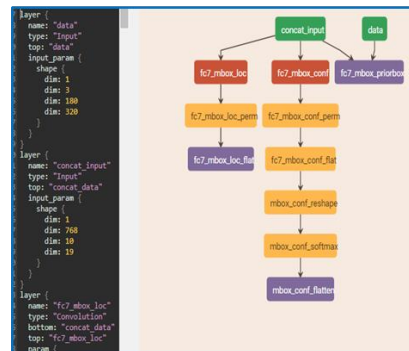 layer {
name: "data"
type: "Input"
top: "data"
input_param {
shape {
dim: 1
dim: 3
dim: 180
dim: 320
}
}
}
layer {
name: "concat_input"
type: "Input"
top: "concat_data"
input_param {
shape {
dim: 1
dim: 768
dim: 10
dim: 19
}
}
}
layer {
name: "fc7_mbox_loc"
type: "Convolution"
bottom: "concat_data"
top: "fc7_mbox_loc"
param {
concat_input
data
fc7_mbox_loc
fc7_mbox_conf
fc7_mbox_priorbox
fc7_mbox_loc_perm
fc7_mbox_conf_perm
fc7_mbox_loc_flat
fc7_mbox_conf_flat
mbox_conf_reshape
mbox_conf_softmax
mbox_conf_flatten